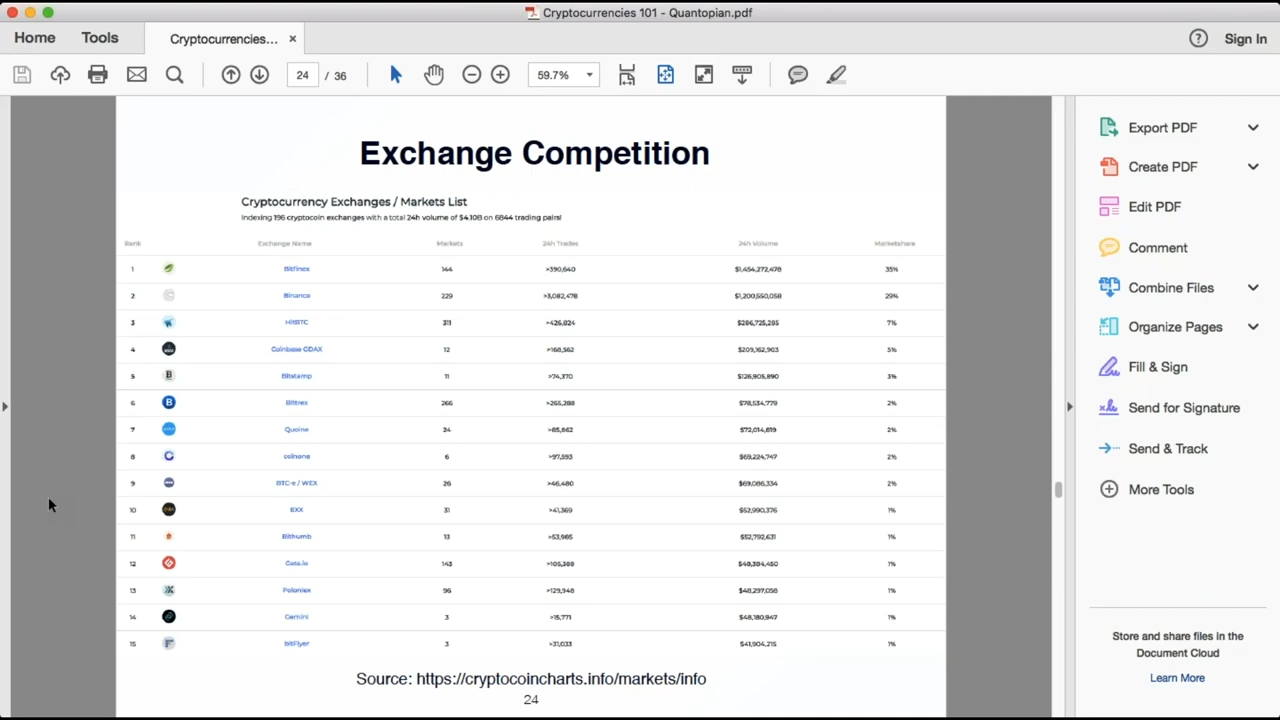 Cryptocurrencies 101 - Quantopian.pdf
Home Tools Cryptocurrencies... × ? Sign In
24 / 36 59.7%
Exchange Competition
Cryptocurrency Exchanges / Markets List
Indexing 196 cryptocoin exchanges with a total 24h volume of $4.10B on 6844 trading pairs!
Rank Exchange Name Markets 24h Trades 24h Volume Marketshare
1 Bitfinex 144 >390,640 $1,454,272,478 35%
2 Binance 229 >3,082,478 $1,200,550,058 29%
3 HitBTC 311 >426,824 $286,725,285 7%
4 Coinbase GDAX 12 >168,562 $209,162,903 5%
5 Bitstamp 11 >74,370 $126,905,890 3%
6 Bittrex 266 >265,288 $78,534,779 2%
7 Quoine 24 >85,862 $72,014,619 2%
8 coinone 6 >97,593 $69,224,747 2%
9 BTC-e / WEX 26 >46,480 $69,086,334 2%
10 EXX 31 >41,369 $52,990,376 1%
11 Bithumb 13 >53,985 $52,792,631 1%
12 Gate.io 143 >105,388 $48,384,450 1%
13 Poloniex 96 >129,948 $48,297,058 1%
14 Gemini 3 >15,771 $48,180,947 1%
15 bitFlyer 3 >31,033 $41,904,215 1%
Source: https://cryptocoincharts.info/markets/info
24
Export PDF
Create PDF
Edit PDF
Comment
Combine Files
Organize Pages
Fill & Sign
Send for Signature
Send & Track
More Tools
Store and share files in the
Document Cloud
Learn More